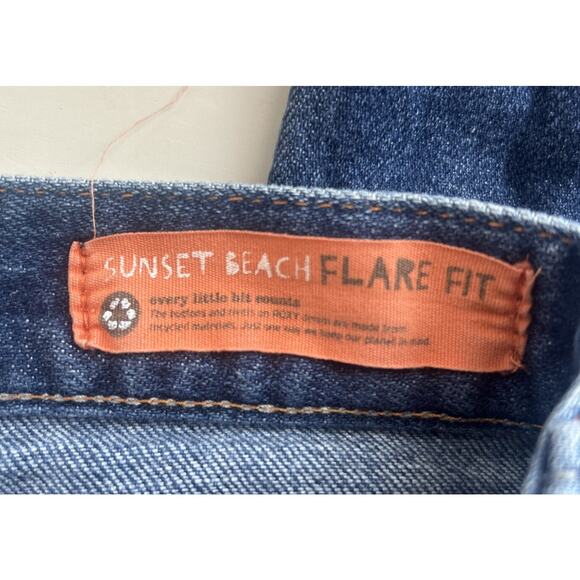 SUNSET BEACH FLARE FIT
every little bit counts
The buttons and rivets on ROXY denim are made from
recycled materials. Just one way we keep our planet in mind.